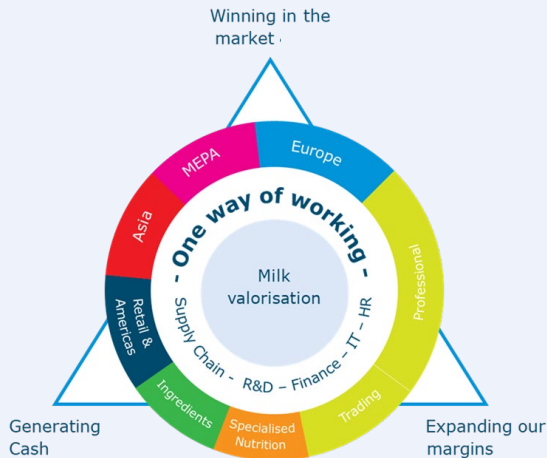 Winning in the
market
MEPA
Europe
Asia
Professional
- One way of working -
Milk
valorisation
Retail &
Americas
Supply Chain - R&D – Finance – IT – HR
Ingredients
Specialised
Nutrition
Trading
Generating
Cash
Expanding our
margins